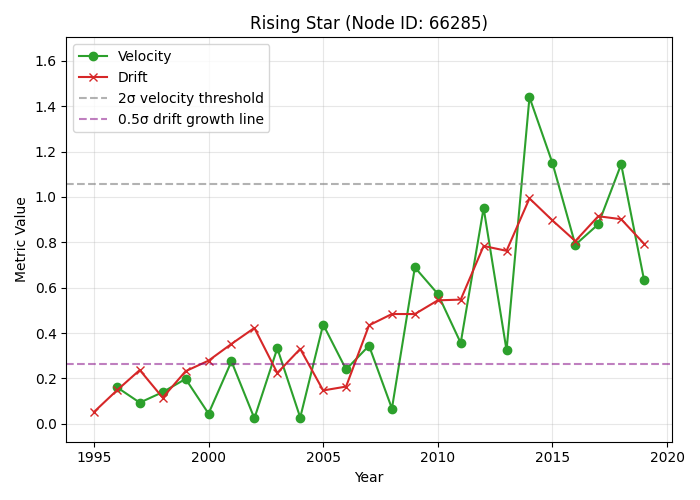 Rising Star (Node ID: 66285)
Velocity
Drift
2σ velocity threshold
0.5σ drift growth line
Metric Value
1.6
1.4
1.2
1.0
0.8
0.6
0.4
0.2
0.0
1995
2000
2005
2010
2015
2020
Year